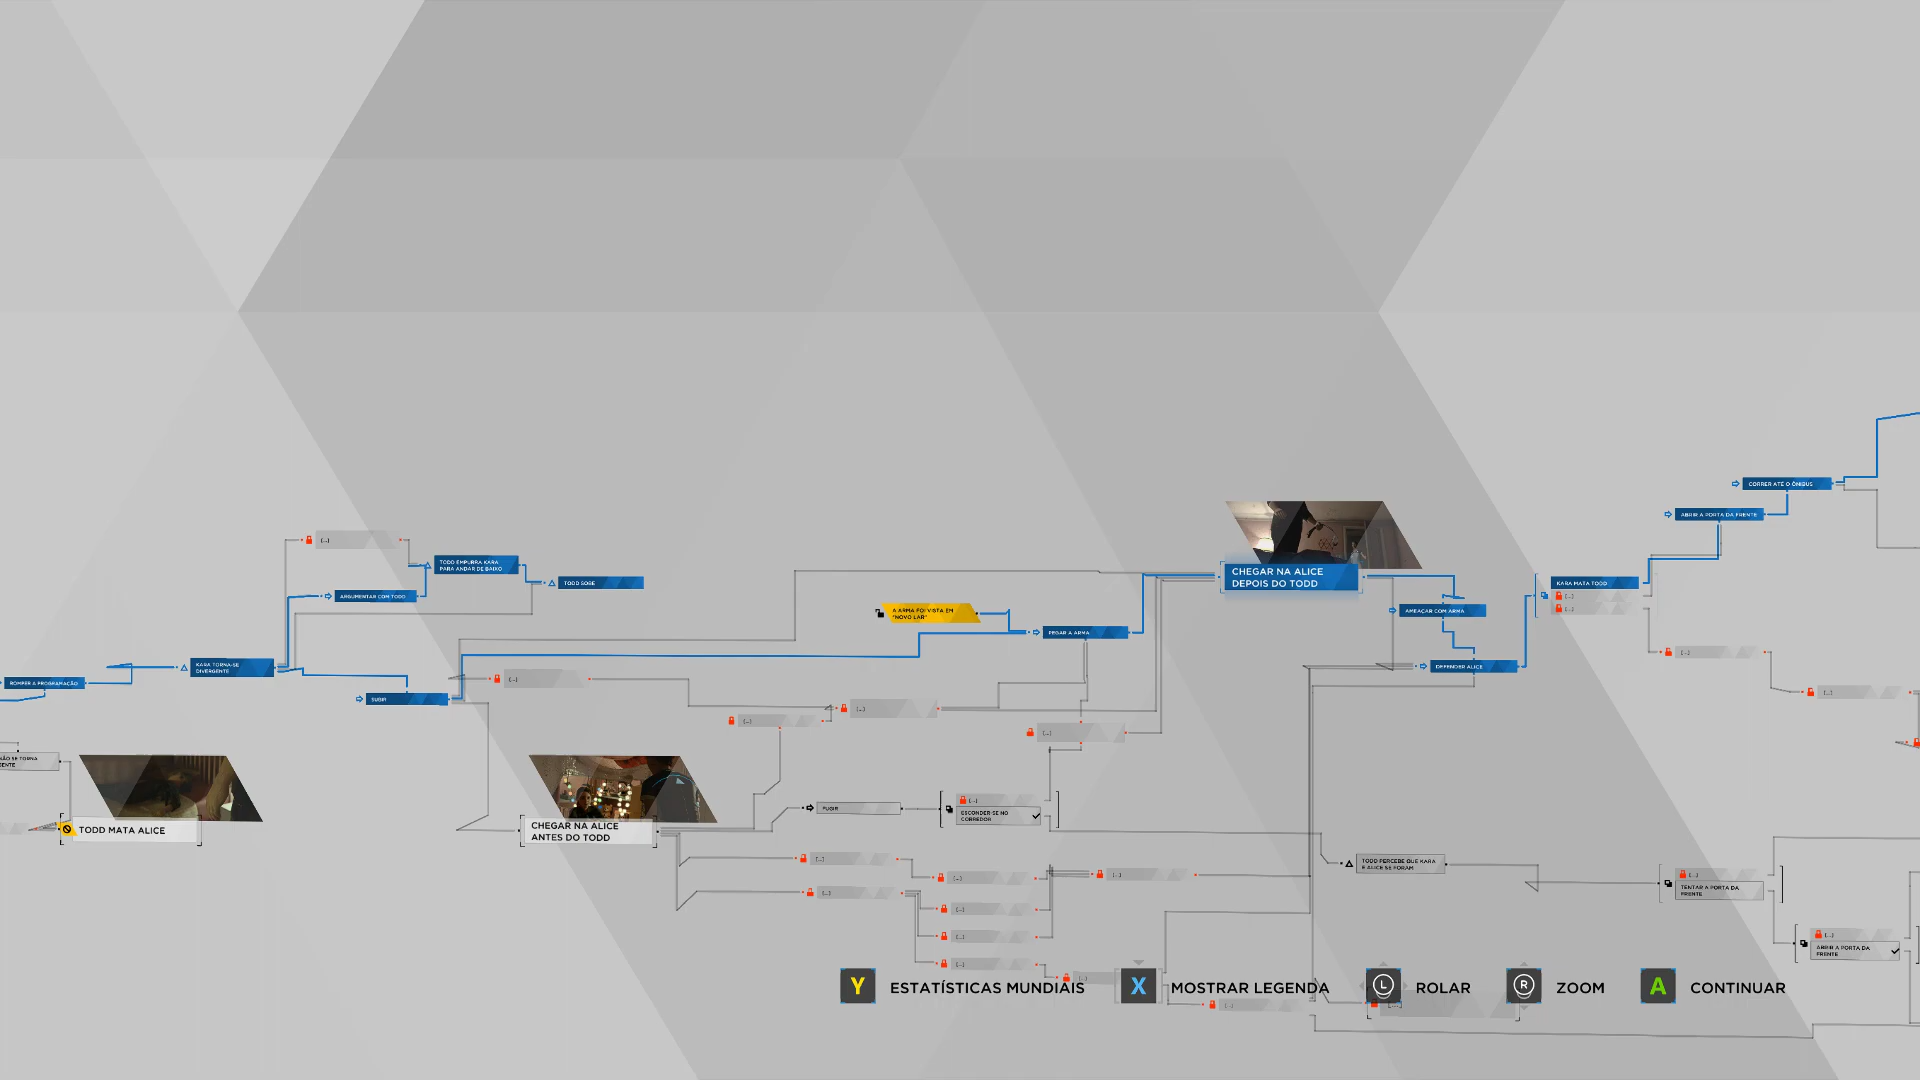 CORRER ATÉ O ÔNIBUS
ABRIR A PORTA DA FRENTE
[...]
TODD EMPURRA KARA
PARA ANDAR DE BAIXO
TODD SOBE
ARGUMENTAR COM TODD
CHEGAR NA ALICE
DEPOIS DO TODD
KARA MATA TODD
[...]
[...]
A ARMA FOI VISTA EM
"NOVO LAR"
AMEAÇAR COM ARMA
PEGAR A ARMA
[...]
KARA TORNA-SE
DIVERGENTE
DEFENDER ALICE
ROMPER A PROGRAMAÇÃO
[...]
SUBIR
[...]
[...]
[...]
[...]
NÃO SE TORNA
TODD MATA ALICE
CHEGAR NA ALICE
ANTES DO TODD
FUGIR
[...]
ESCONDER-SE NO
CORREDOR
[...]
TODD PERCEBE QUE KARA
E ALICE SE FORAM
[...]
[...]
[...]
[...]
TENTAR A PORTA DA
FRENTE
[...]
[...]
[...]
[...]
ABRIR A PORTA DA
FRENTE
[...]
[...]
[...]
Y ESTATÍSTICAS MUNDIAIS X MOSTRAR LEGENDA L ROLAR R ZOOM A CONTINUAR